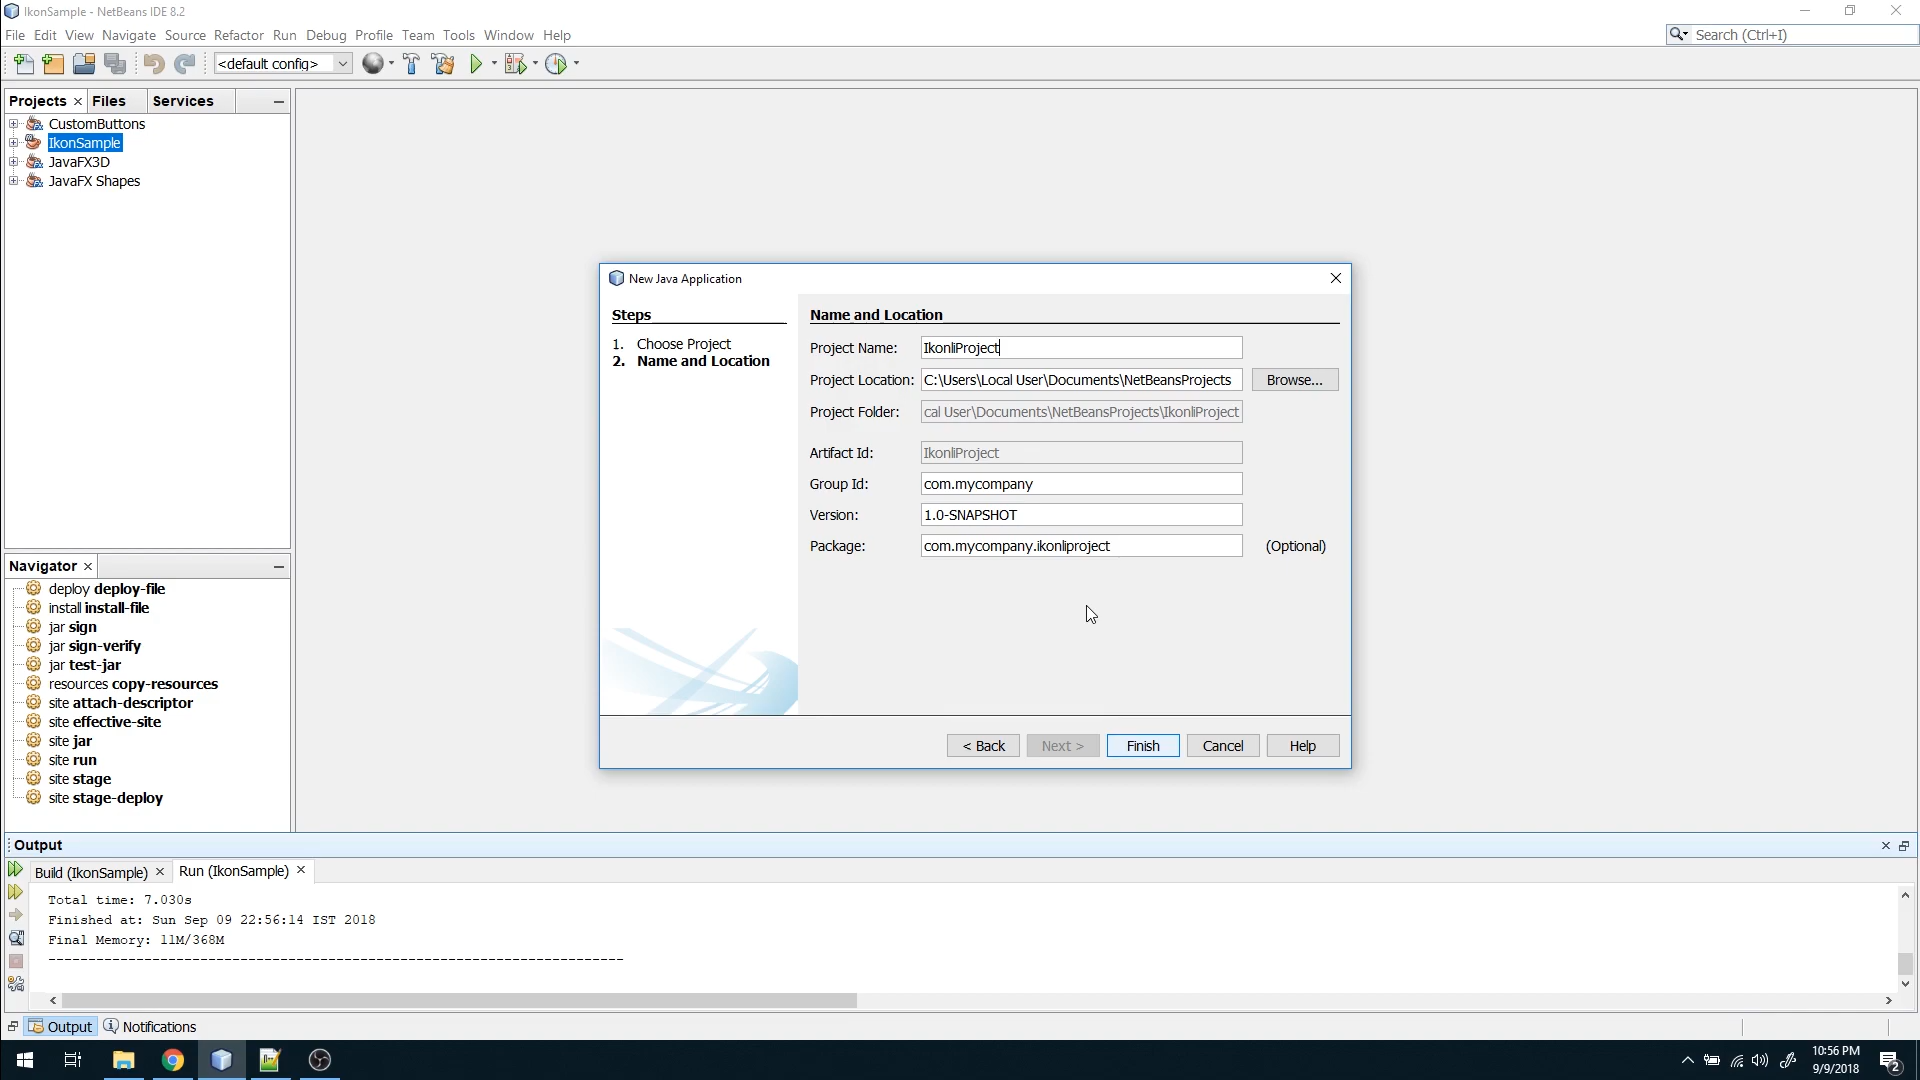 IkonSample - NetBeans IDE 8.2
File Edit View Navigate Source Refactor Run Debug Profile Team Tools Window Help
Search (Ctrl+I)
<default config>
Projects Files Services
CustomButtons
IkonSample
JavaFX3D
JavaFX Shapes
New Java Application
Steps
1. Choose Project
2. Name and Location
Name and Location
Project Name: IkonliProject
Project Location: C:\Users\Local User\Documents\NetBeansProjects Browse...
Project Folder: cal User\Documents\NetBeansProjects\IkonliProject
Artifact Id: IkonliProject
Group Id: com.mycompany
Version: 1.0-SNAPSHOT
Package: com.mycompany.ikonliproject (Optional)
< Back Next > Finish Cancel Help
Navigator
deploy deploy-file
install install-file
jar sign
jar sign-verify
jar test-jar
resources copy-resources
site attach-descriptor
site effective-site
site jar
site run
site stage
site stage-deploy
Output
Build (IkonSample) Run (IkonSample)
Total time: 7.030s
Finished at: Sun Sep 09 22:56:14 IST 2018
Final Memory: 11M/368M
------------------------------------------------------------------------
Output Notifications
10:56 PM
9/9/2018
2